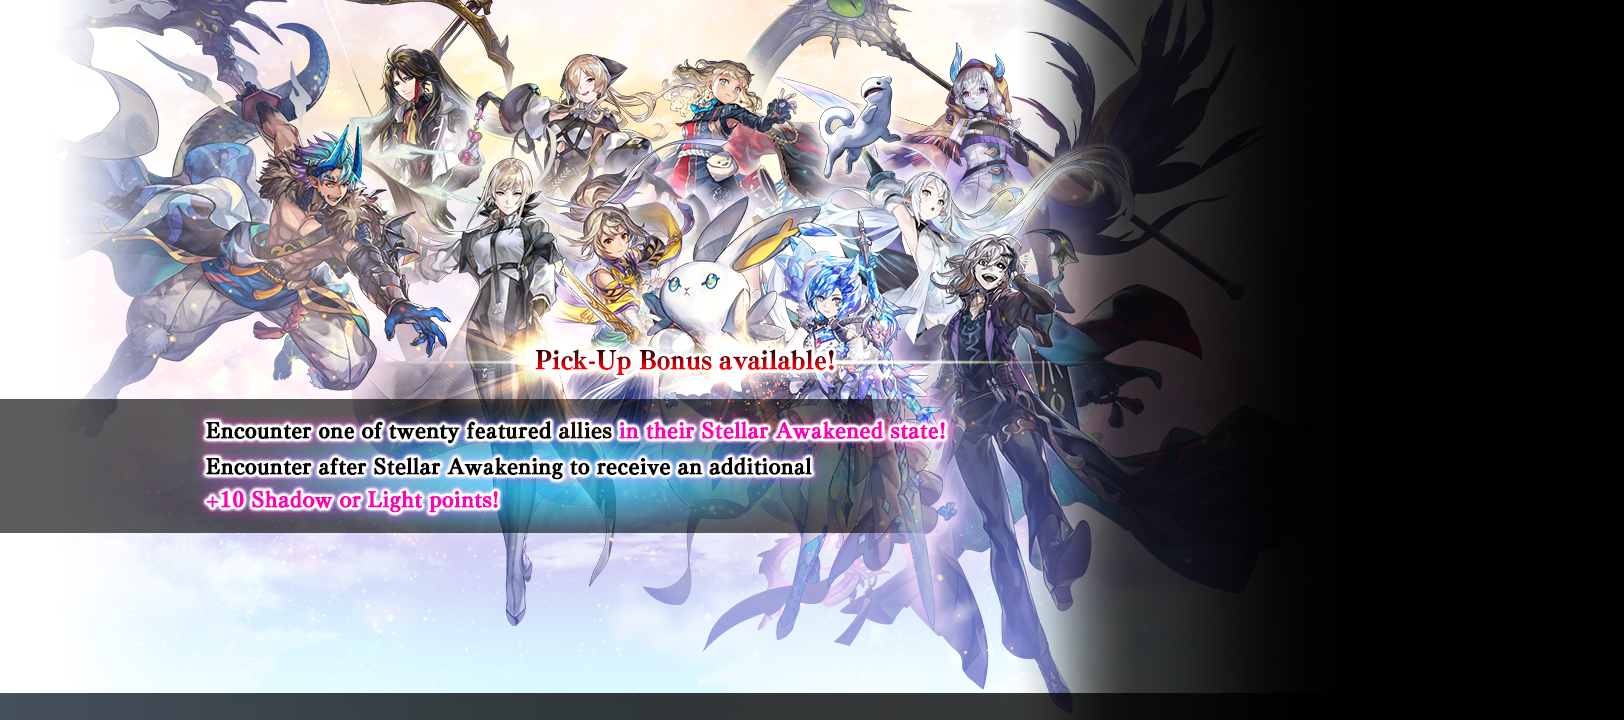 Pick-Up Bonus available!
Encounter one of twenty featured allies in their Stellar Awakened state!
Encounter after Stellar Awakening to receive an additional
+10 Shadow or Light points!